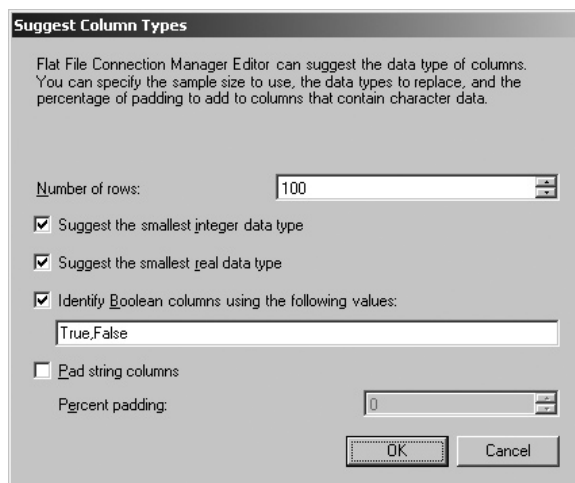 Suggest Column Types
Flat File Connection Manager Editor can suggest the data type of columns.
You can specify the sample size to use, the data types to replace, and the
percentage of padding to add to columns that contain character data.
Number of rows: 100
Suggest the smallest integer data type
Suggest the smallest real data type
Identify Boolean columns using the following values:
True,False
Pad string columns
Percent padding: 0
OK Cancel